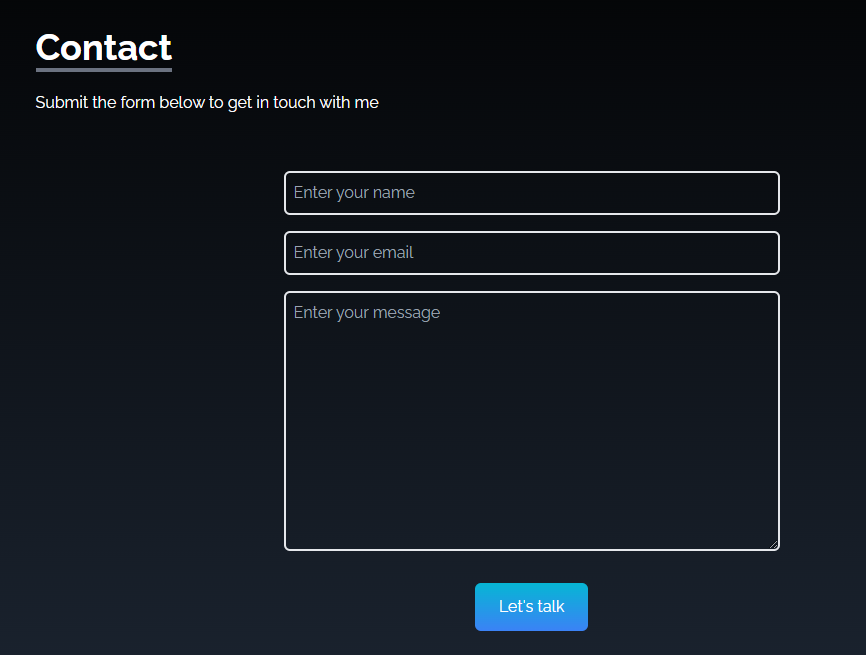 Contact
Submit the form below to get in touch with me
Enter your name
Enter your email
Enter your message
Let's talk